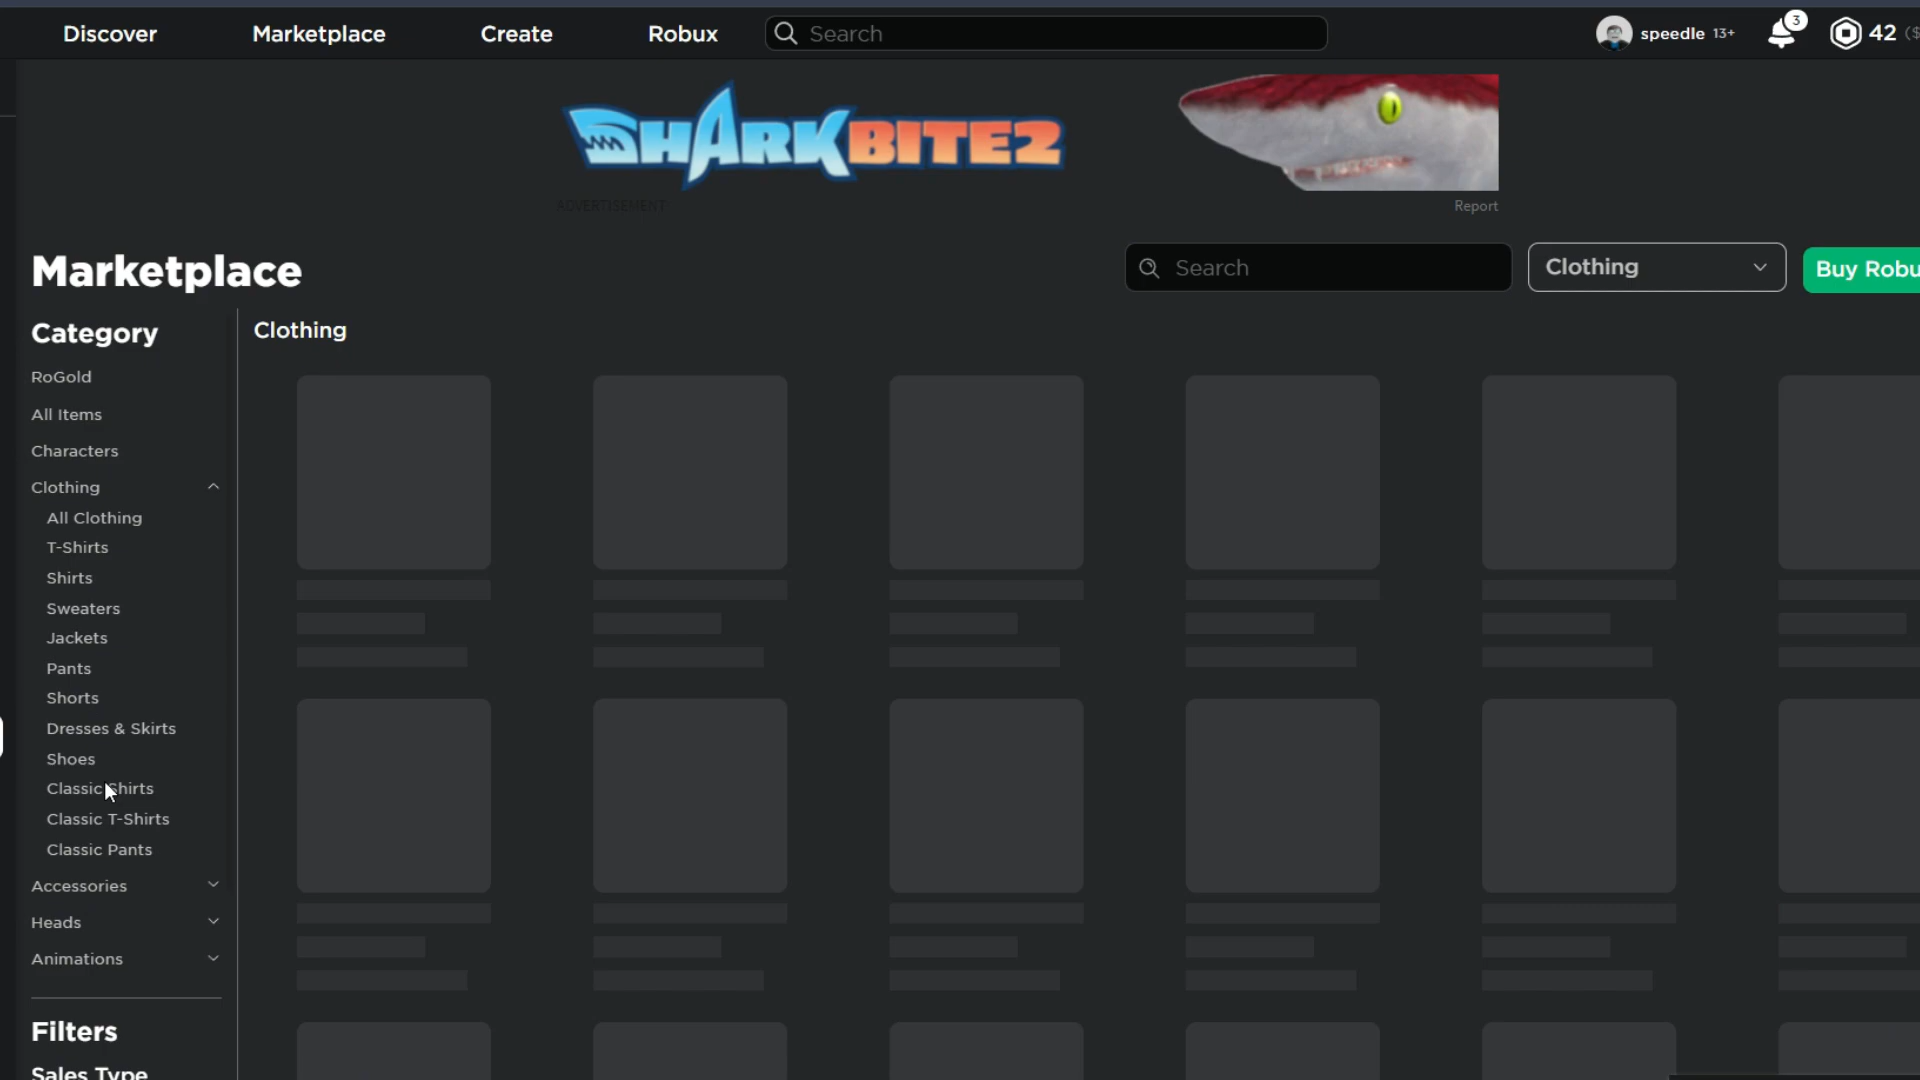 Discover
Marketplace
Create
Robux
Search
speedle 13+
3
42 ($
SHARKBITE2
ADVERTISEMENT
Report
Marketplace
Search
Clothing
Buy Robu
Category
Clothing
RoGold
All Items
Characters
Clothing
All Clothing
T-Shirts
Shirts
Sweaters
Jackets
Pants
Shorts
Dresses & Skirts
Shoes
Classic Shirts
Classic T-Shirts
Classic Pants
Accessories
Heads
Animations
Filters
Sales Type